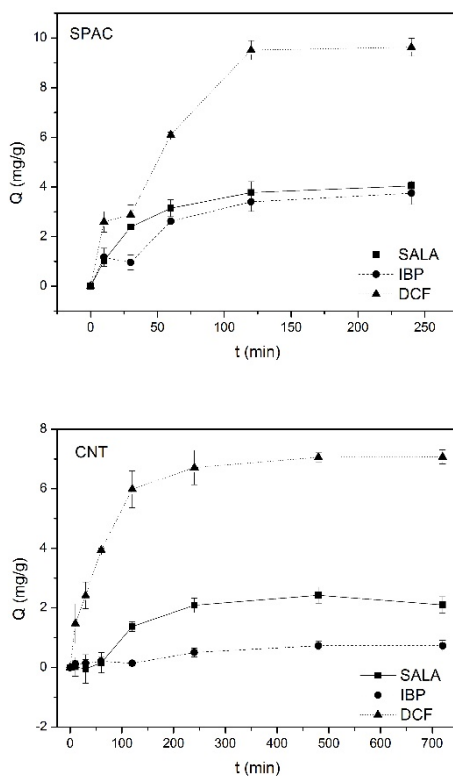 SPAC
10
8
6
4
2
0
Q (mg/g)
SALA
IBP
DCF
0 50 100 150 200 250
t (min)
CNT
8
6
4
2
0
-2
Q (mg/g)
SALA
IBP
DCF
0 100 200 300 400 500 600 700
t (min)